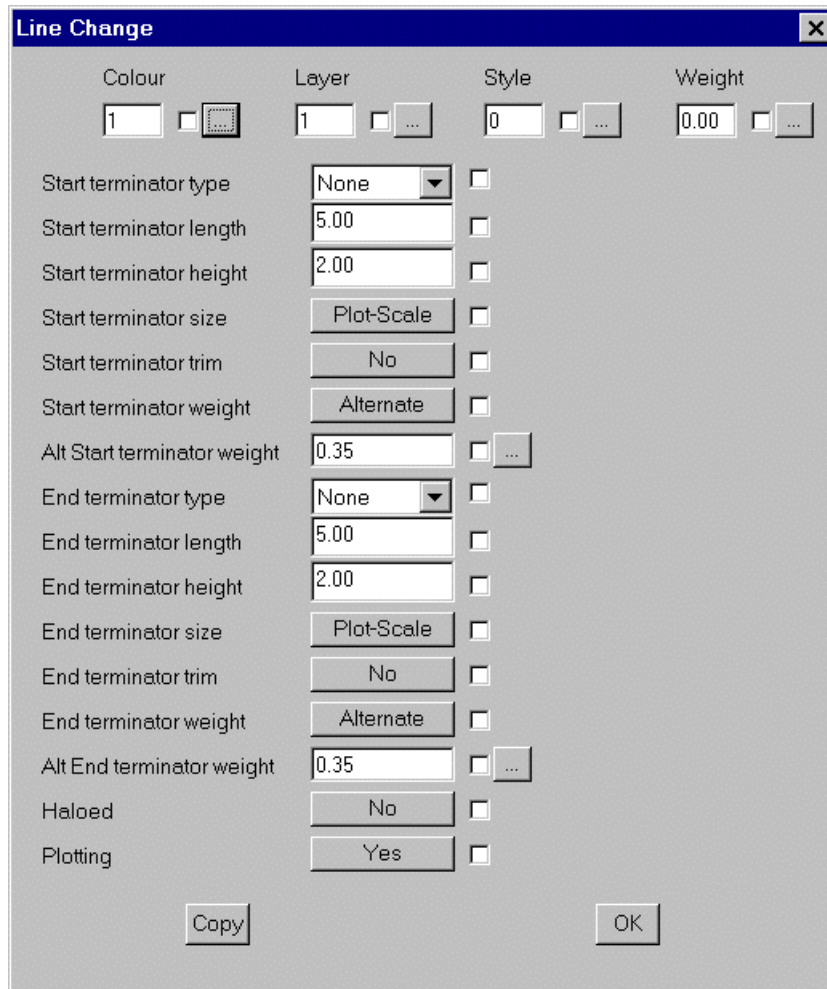 Line Change
Colour Layer Style Weight
1 ... 1 ... 0 ... 0.00 ...
Start terminator type None
Start terminator length 5.00
Start terminator height 2.00
Start terminator size Plot-Scale
Start terminator trim No
Start terminator weight Alternate
Alt Start terminator weight 0.35 ...
End terminator type None
End terminator length 5.00
End terminator height 2.00
End terminator size Plot-Scale
End terminator trim No
End terminator weight Alternate
Alt End terminator weight 0.35 ...
Haloed No
Plotting Yes
Copy OK